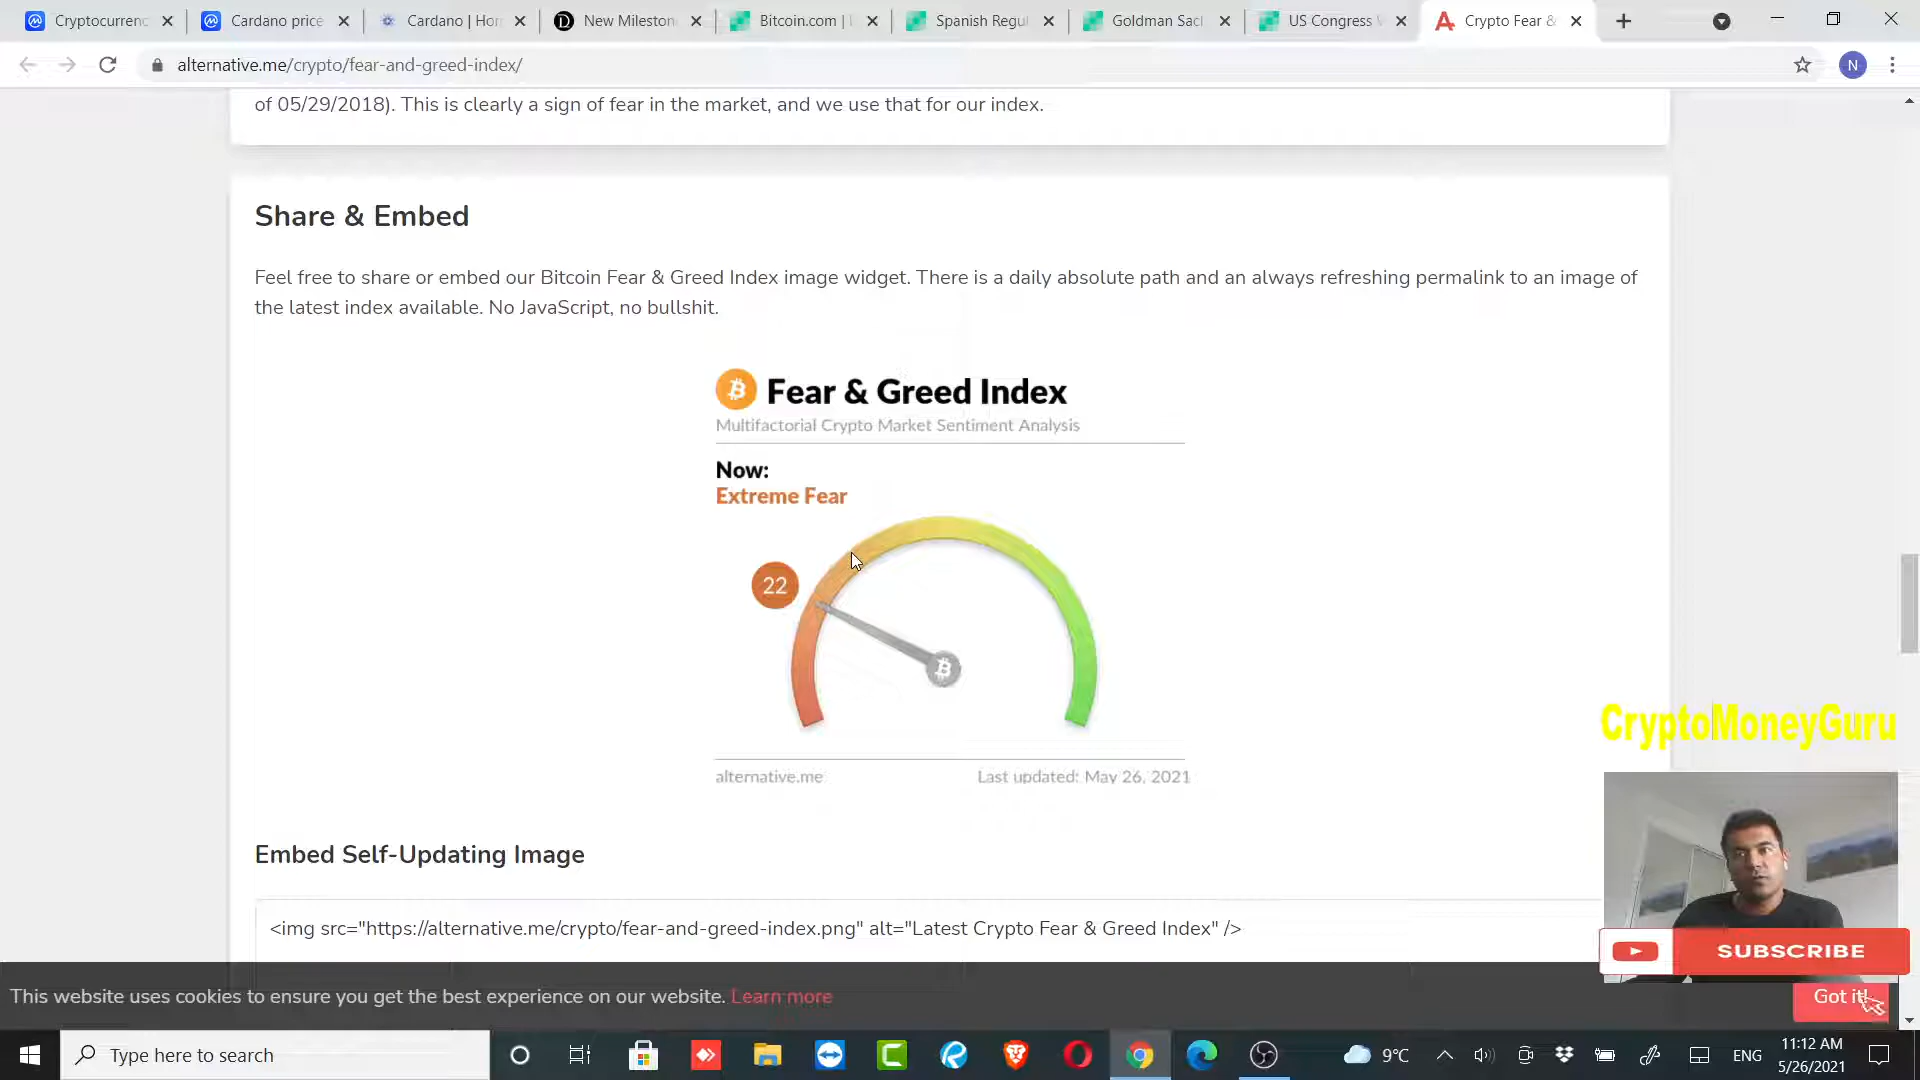 Cryptocurrenc
Cardano price
Cardano | Hom
New Mileston
Bitcoin.com |
Spanish Regul
Goldman Sacl
US Congress
Crypto Fear &
alternative.me/crypto/fear-and-greed-index/
N
of 05/29/2018). This is clearly a sign of fear in the market, and we use that for our index.
Share & Embed
Feel free to share or embed our Bitcoin Fear & Greed Index image widget. There is a daily absolute path and an always refreshing permalink to an image of
the latest index available. No JavaScript, no bullshit.
Fear & Greed Index
Multifactorial Crypto Market Sentiment Analysis
Now:
Extreme Fear
22
alternative.me
Last updated: May 26, 2021
CryptoMoneyGuru
Embed Self-Updating Image
<img src="https://alternative.me/crypto/fear-and-greed-index.png" alt="Latest Crypto Fear & Greed Index" />
SUBSCRIBE
This website uses cookies to ensure you get the best experience on our website. Learn more
Got it!
Type here to search
9°C
ENG
11:12 AM
5/26/2021